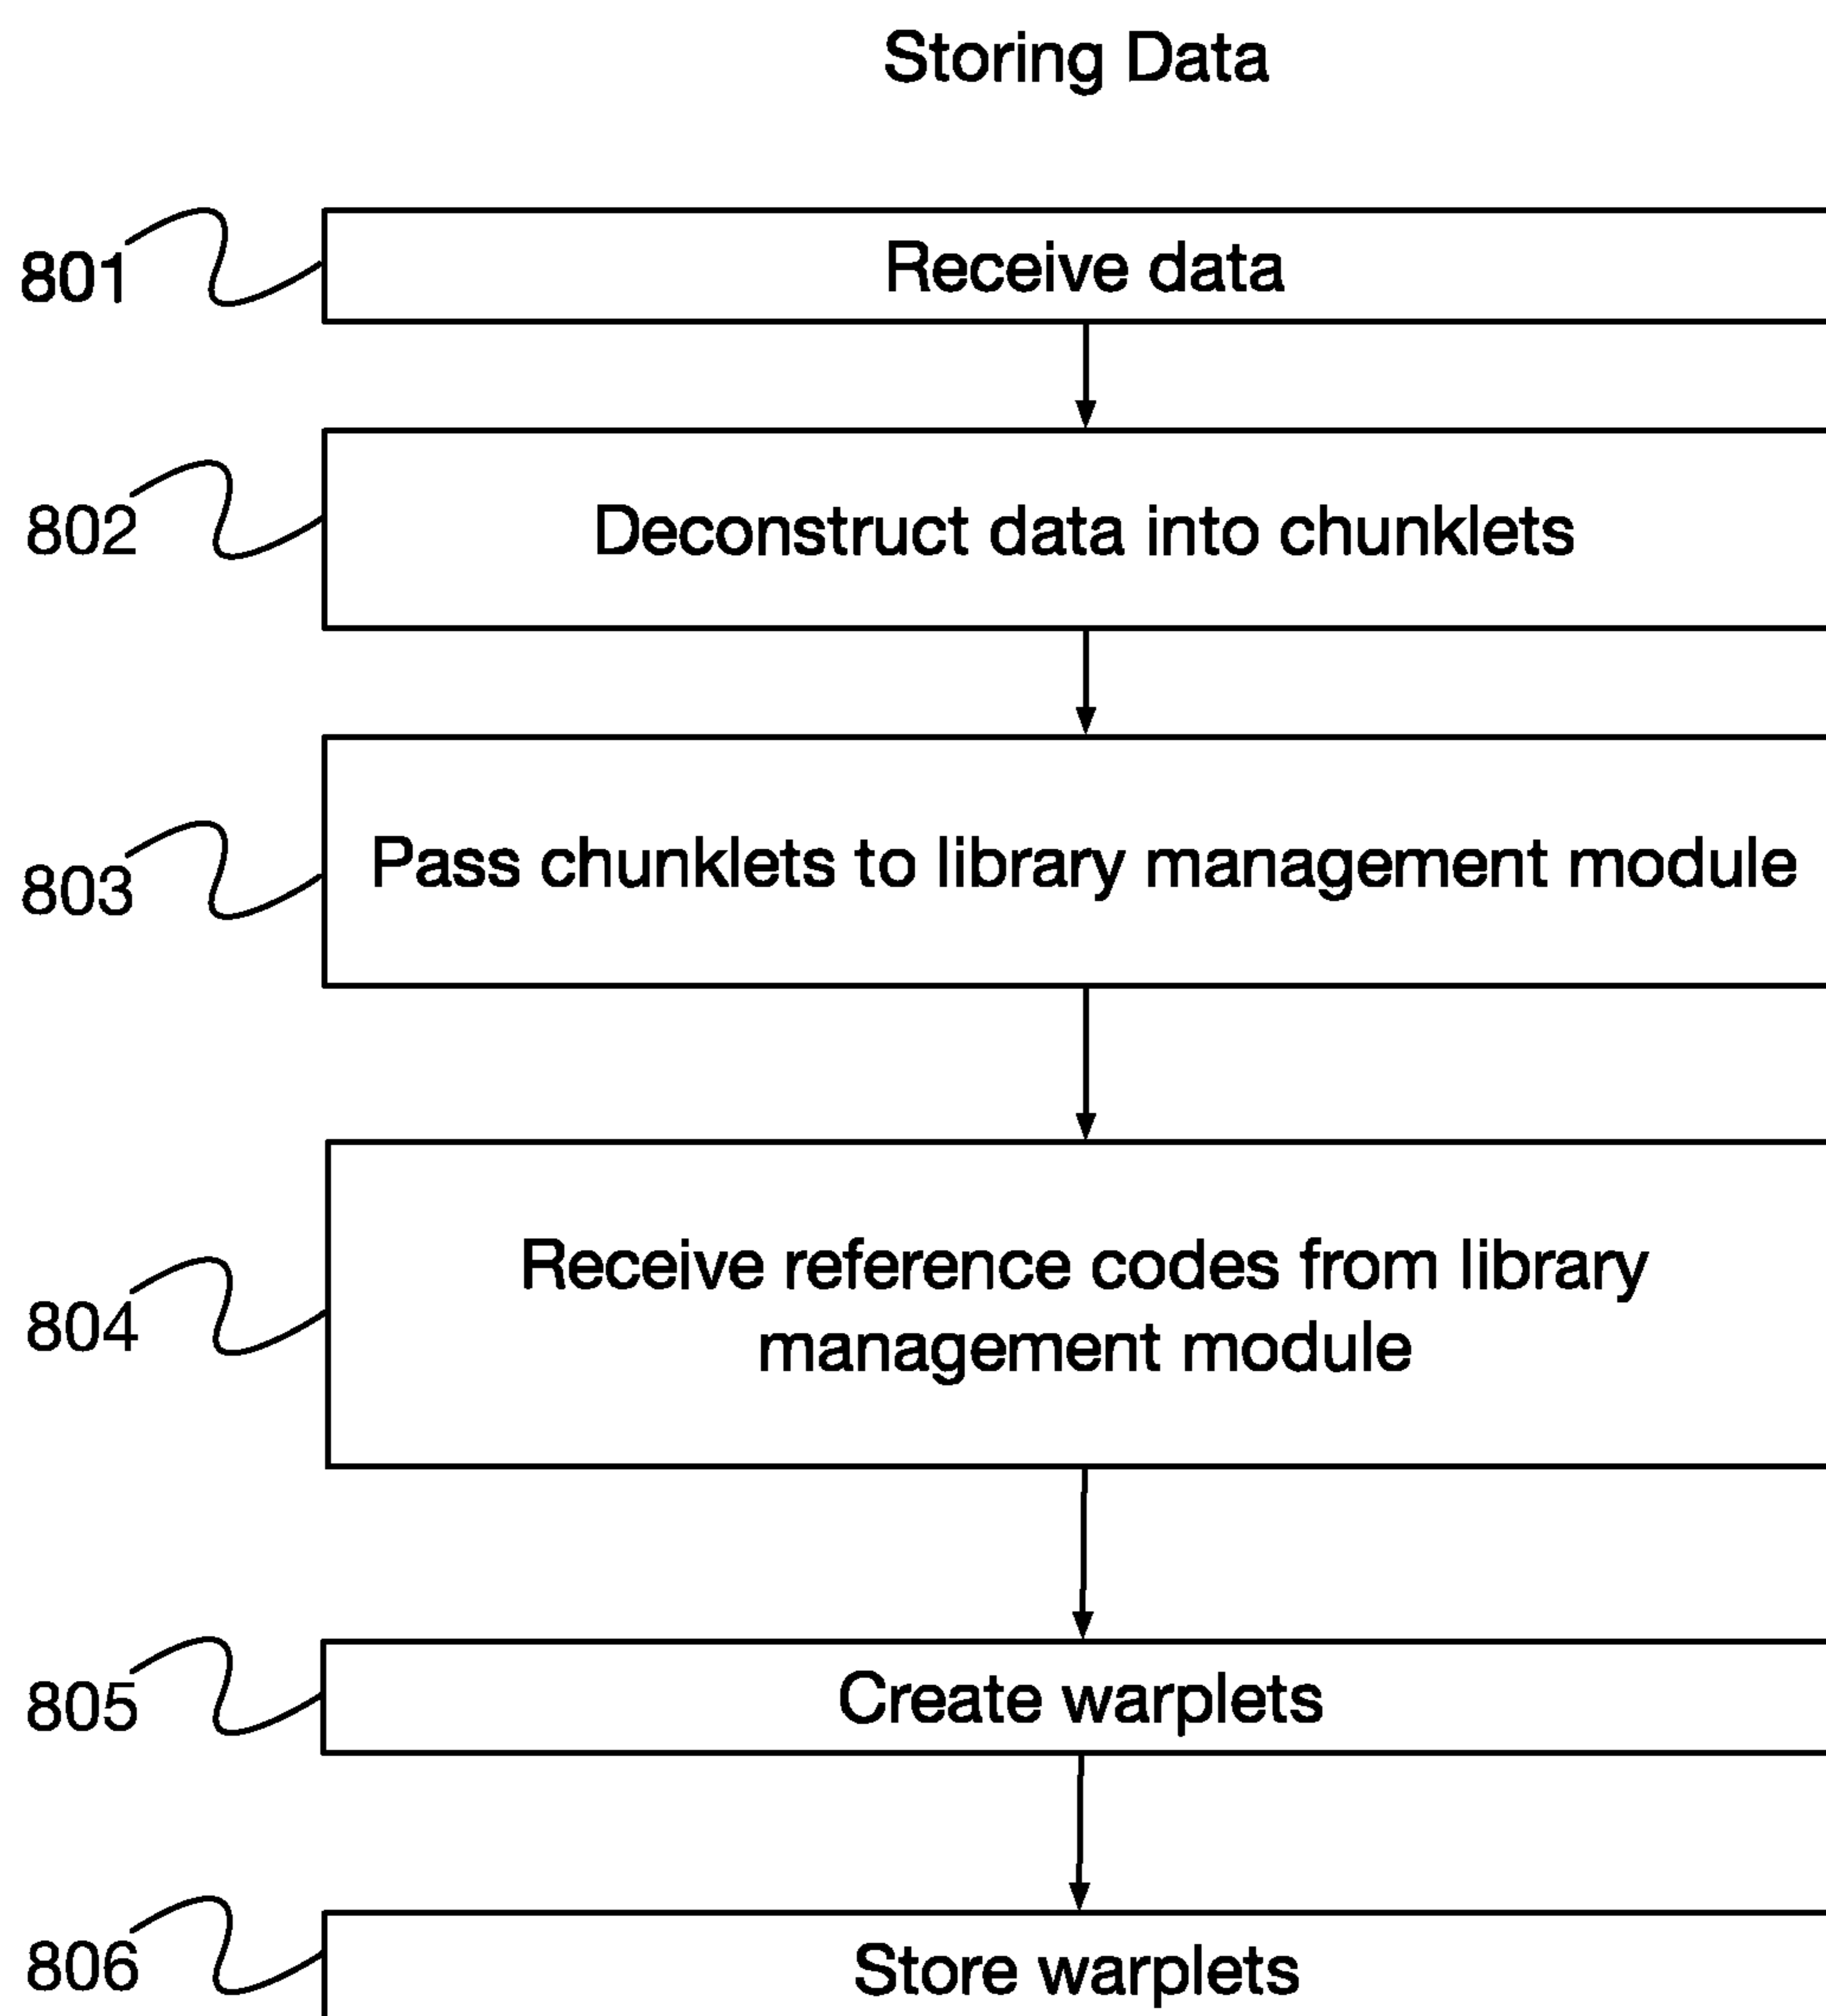 Storing Data
801
Receive data
802
Deconstruct data into chunklets
803
Pass chunklets to library management module
804
Receive reference codes from library
management module
805
Create warplets
806
Store warplets